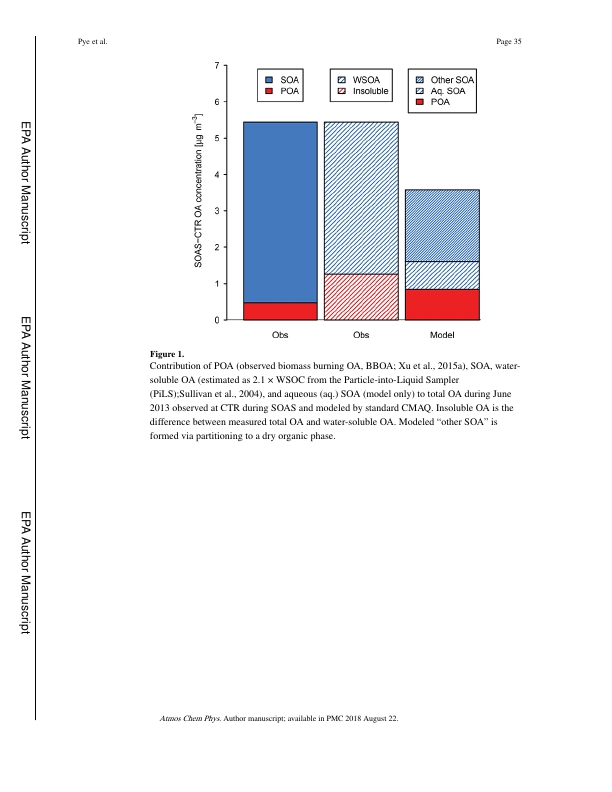 Pye et al.
Page 35
EPA Author Manuscript
EPA Author Manuscript
EPA Author Manuscript
SOAS−CTR OA concentration [μg m−3]
7
6
5
4
3
2
1
0
SOA
POA
WSOA
Insoluble
Other SOA
Aq. SOA
POA
Obs
Obs
Model
Figure 1.
Contribution of POA (observed biomass burning OA, BBOA; Xu et al., 2015a), SOA, water-
soluble OA (estimated as 2.1 × WSOC from the Particle-into-Liquid Sampler
(PiLS);Sullivan et al., 2004), and aqueous (aq.) SOA (model only) to total OA during June
2013 observed at CTR during SOAS and modeled by standard CMAQ. Insoluble OA is the
difference between measured total OA and water-soluble OA. Modeled “other SOA” is
formed via partitioning to a dry organic phase.
Atmos Chem Phys. Author manuscript; available in PMC 2018 August 22.